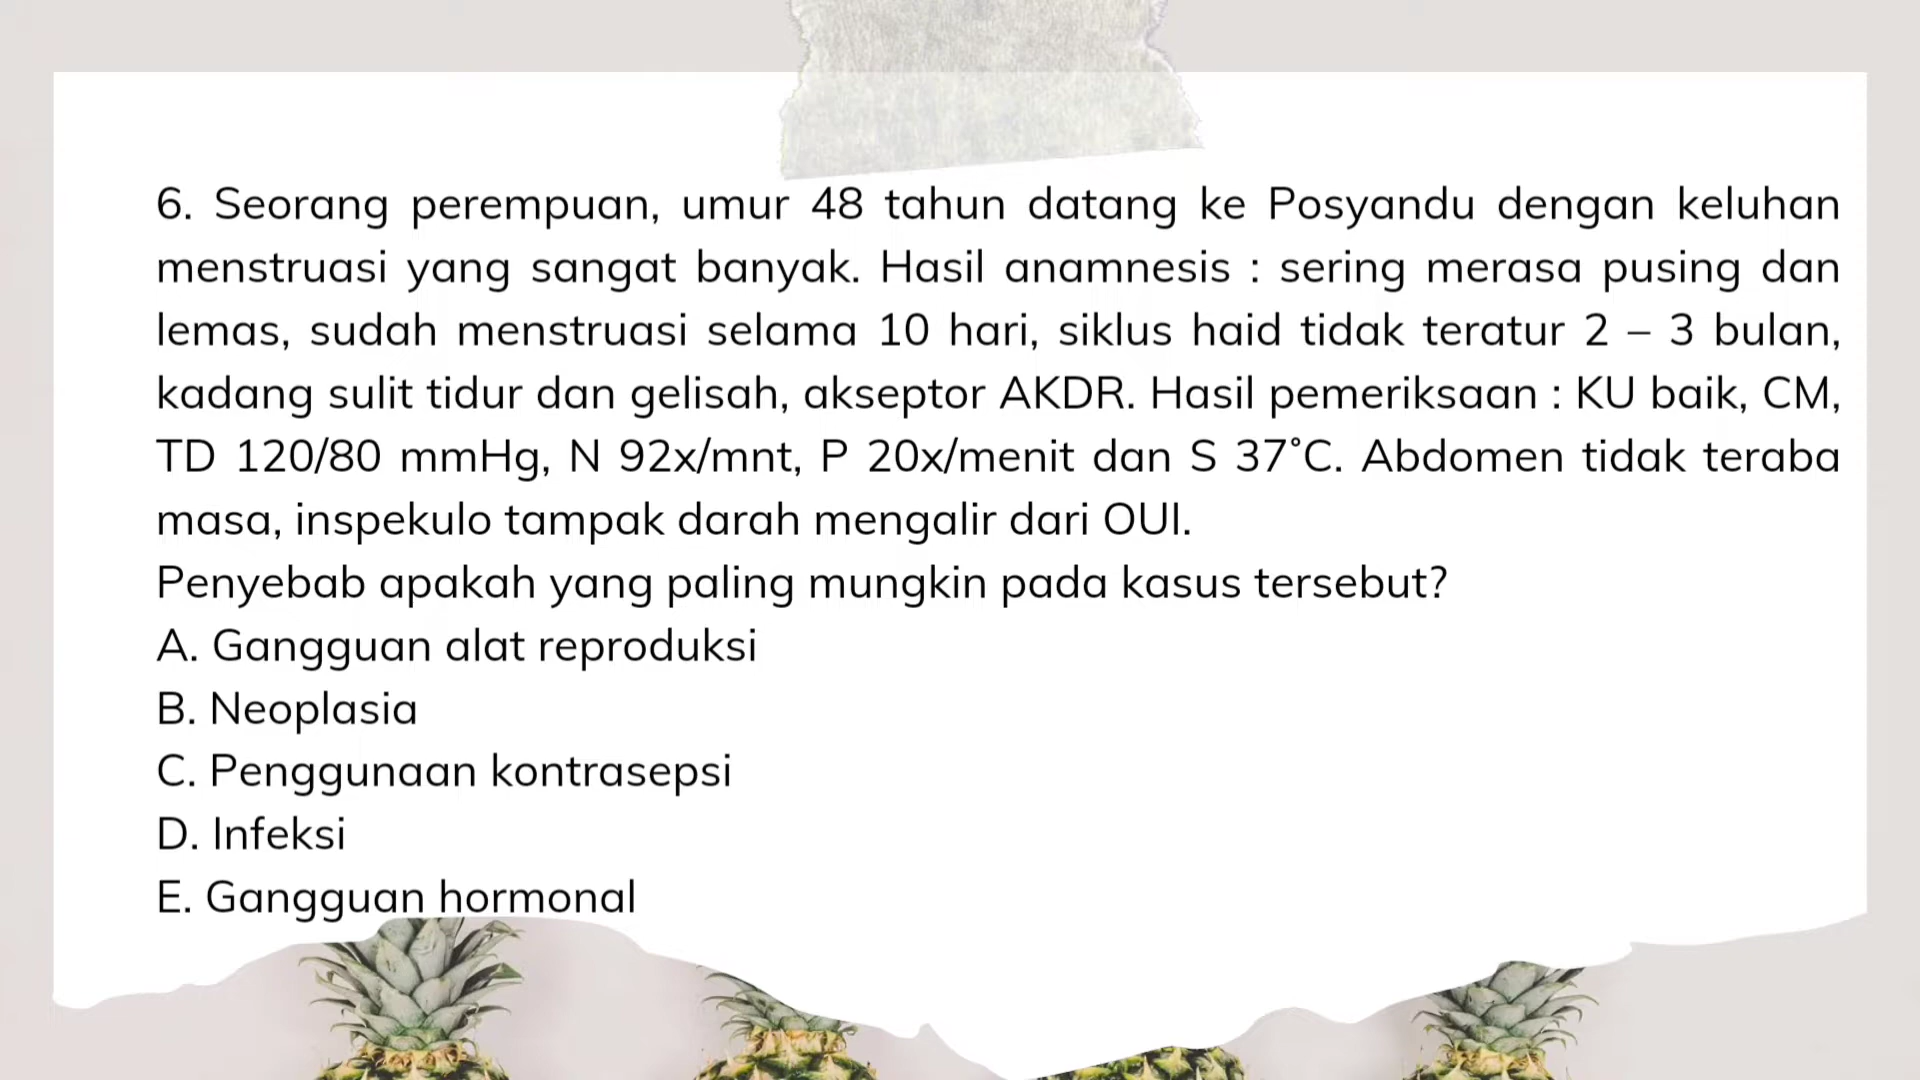 6. Seorang perempuan, umur 48 tahun datang ke Posyandu dengan keluhan
menstruasi yang sangat banyak. Hasil anamnesis : sering merasa pusing dan
lemas, sudah menstruasi selama 10 hari, siklus haid tidak teratur 2 – 3 bulan,
kadang sulit tidur dan gelisah, akseptor AKDR. Hasil pemeriksaan : KU baik, CM,
TD 120/80 mmHg, N 92x/mnt, P 20x/menit dan S 37°C. Abdomen tidak teraba
masa, inspekulo tampak darah mengalir dari OUI.
Penyebab apakah yang paling mungkin pada kasus tersebut?
A. Gangguan alat reproduksi
B. Neoplasia
C. Penggunaan kontrasepsi
D. Infeksi
E. Gangguan hormonal